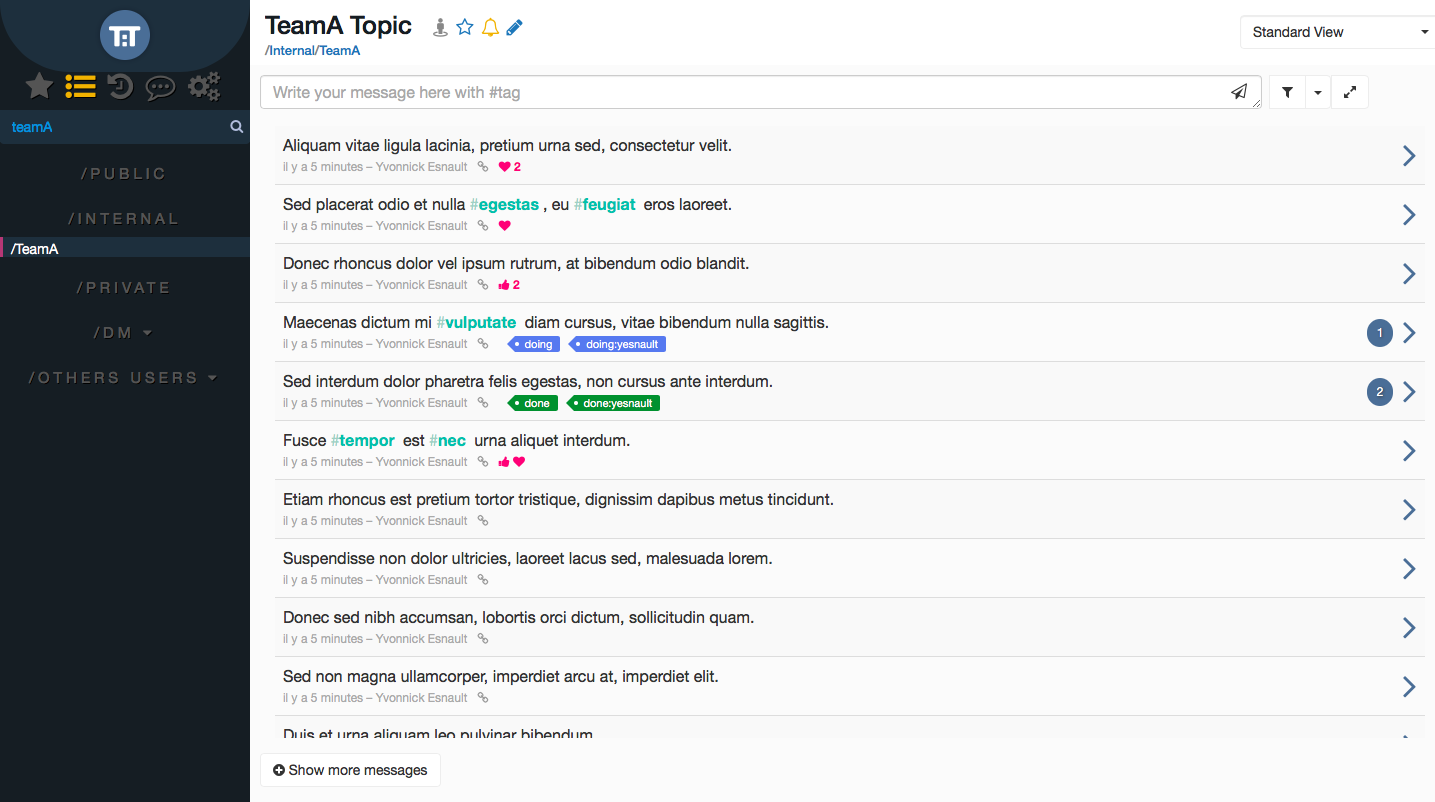 TAT
teamA
/PUBLIC
/INTERNAL
/TeamA
/PRIVATE
/DM
/OTHERS USERS
TeamA Topic
/Internal/TeamA
Standard View
Write your message here with #tag
Aliquam vitae ligula lacinia, pretium urna sed, consectetur velit.
il y a 5 minutes – Yvonnick Esnault 2
Sed placerat odio et nulla #egestas , eu #feugiat eros laoreet.
il y a 5 minutes – Yvonnick Esnault
Donec rhoncus dolor vel ipsum rutrum, at bibendum odio blandit.
il y a 5 minutes – Yvonnick Esnault 2
Maecenas dictum mi #vulputate diam cursus, vitae bibendum nulla sagittis.
il y a 5 minutes – Yvonnick Esnault doing doing:yesnault
1
Sed interdum dolor pharetra felis egestas, non cursus ante interdum.
il y a 5 minutes – Yvonnick Esnault done done:yesnault
2
Fusce #tempor est #nec urna aliquet interdum.
il y a 5 minutes – Yvonnick Esnault
Etiam rhoncus est pretium tortor tristique, dignissim dapibus metus tincidunt.
il y a 5 minutes – Yvonnick Esnault
Suspendisse non dolor ultricies, laoreet lacus sed, malesuada lorem.
il y a 5 minutes – Yvonnick Esnault
Donec sed nibh accumsan, lobortis orci dictum, sollicitudin quam.
il y a 5 minutes – Yvonnick Esnault
Sed non magna ullamcorper, imperdiet arcu at, imperdiet elit.
il y a 5 minutes – Yvonnick Esnault
Duis et urna aliquam leo pulvinar bibendum
Show more messages